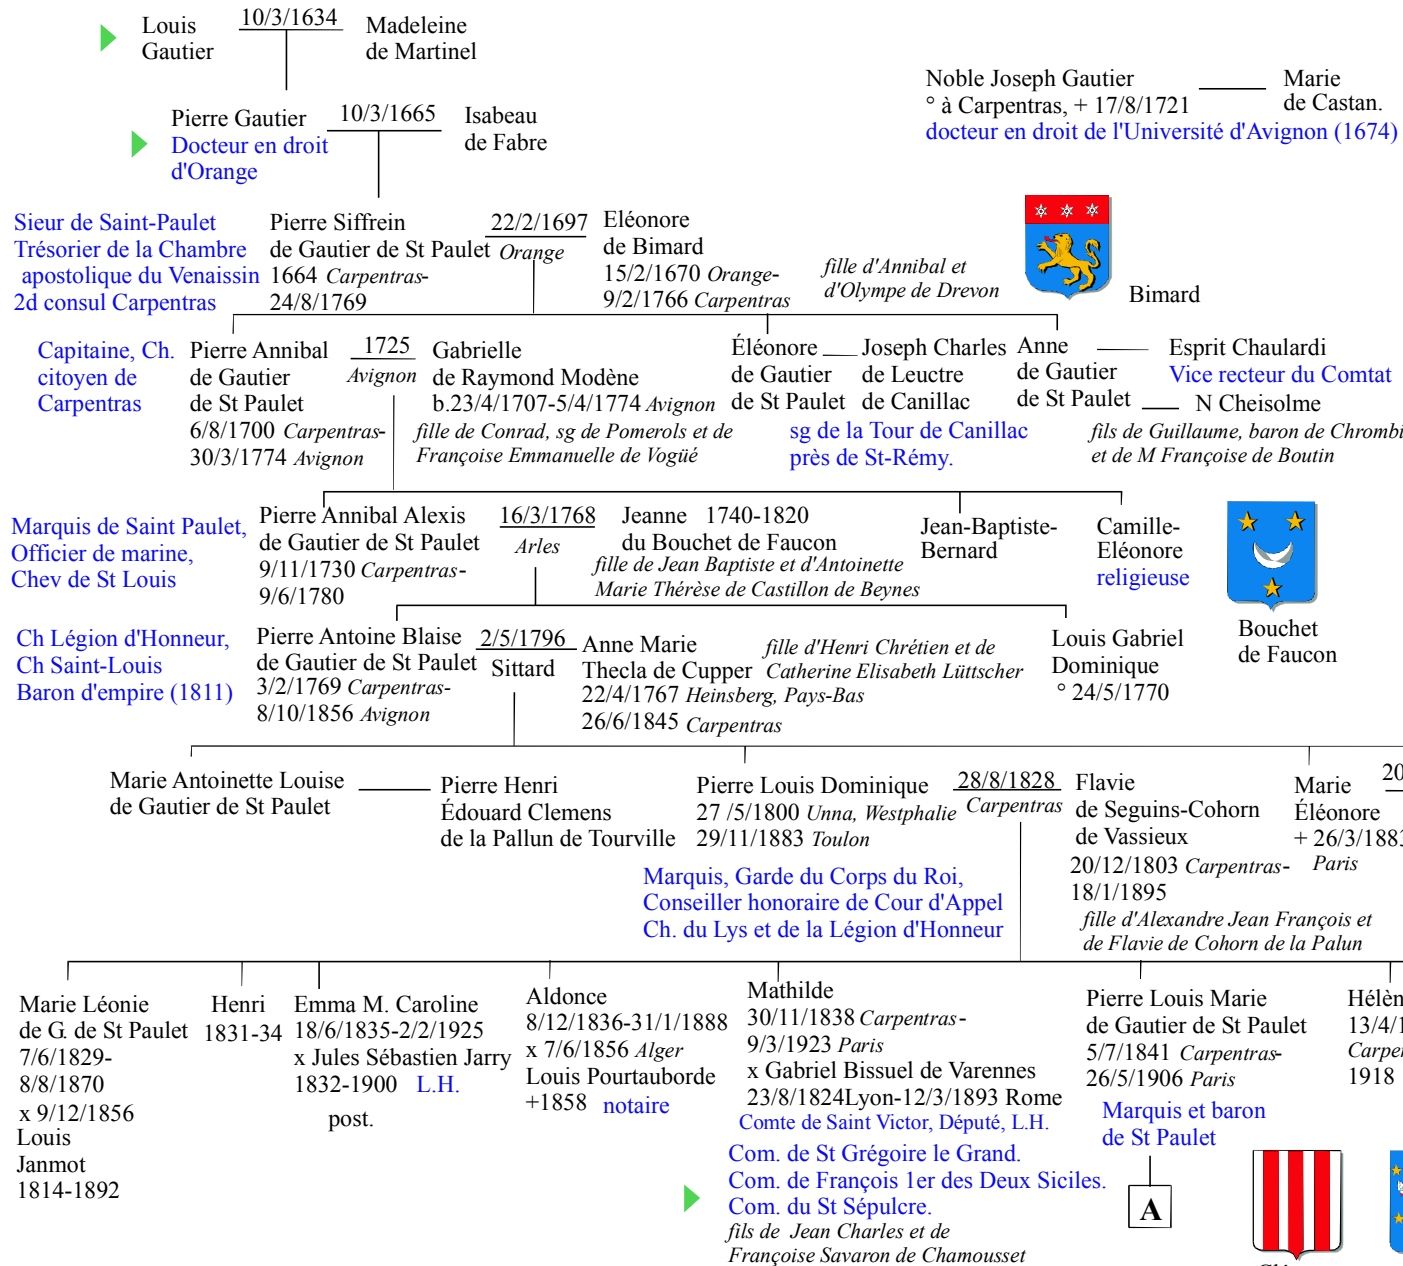 Louis
Gautier
10/3/1634
Madeleine
de Martinel
Noble Joseph Gautier
° à Carpentras, + 17/8/1721
docteur en droit de l'Université d'Avignon (1674)
Marie
de Castan.
Pierre Gautier
Docteur en droit
d'Orange
10/3/1665
Isabeau
de Fabre
Sieur de Saint-Paulet
Trésorier de la Chambre
apostolique du Venaissin
2d consul Carpentras
Pierre Siffrein
de Gautier de St Paulet
1664 Carpentras-
24/8/1769
22/2/1697
Orange
Eléonore
de Bimard
15/2/1670 Orange-
9/2/1766 Carpentras
fille d'Annibal et
d'Olympe de Drevon
Bimard
Capitaine, Ch.
citoyen de
Carpentras
Pierre Annibal
de Gautier
de St Paulet
6/8/1700 Carpentras-
30/3/1774 Avignon
1725
Avignon
Gabrielle
de Raymond Modène
b.23/4/1707-5/4/1774 Avignon
fille de Conrad, sg de Pomerols et de
Françoise Emmanuelle de Vogüé
Éléonore
de Gautier
de St Paulet
Joseph Charles
de Leuctre
de Canillac
sg de la Tour de Canillac
près de St-Rémy.
Anne
de Gautier
de St Paulet
Esprit Chaulardi
Vice recteur du Comtat
N Cheisolme
fils de Guillaume, baron de Chrombi
et de M Françoise de Boutin
Marquis de Saint Paulet,
Officier de marine,
Chev de St Louis
Pierre Annibal Alexis
de Gautier de St Paulet
9/11/1730 Carpentras-
9/6/1780
16/3/1768
Arles
Jeanne 1740-1820
du Bouchet de Faucon
fille de Jean Baptiste et d'Antoinette
Marie Thérèse de Castillon de Beynes
Jean-Baptiste-
Bernard
Camille-
Eléonore
religieuse
Bouchet
de Faucon
Ch Légion d'Honneur,
Ch Saint-Louis
Baron d'empire (1811)
Pierre Antoine Blaise
de Gautier de St Paulet
3/2/1769 Carpentras-
8/10/1856 Avignon
2/5/1796
Sittard
Anne Marie
Thecla de Cupper
22/4/1767 Heinsberg, Pays-Bas
26/6/1845 Carpentras
fille d'Henri Chrétien et de
Catherine Elisabeth Lüttscher
Louis Gabriel
Dominique
° 24/5/1770
Marie Antoinette Louise
de Gautier de St Paulet
Pierre Henri
Édouard Clemens
de la Pallun de Tourville
Pierre Louis Dominique
27 /5/1800 Unna, Westphalie
29/11/1883 Toulon
Marquis, Garde du Corps du Roi,
Conseiller honoraire de Cour d'Appel
Ch. du Lys et de la Légion d'Honneur
28/8/1828
Carpentras
Flavie
de Seguins-Cohorn
de Vassieux
20/12/1803 Carpentras-
18/1/1895
fille d'Alexandre Jean François et
de Flavie de Cohorn de la Palun
Marie
Éléonore
+ 26/3/1883
Paris
20
Marie Léonie
de G. de St Paulet
7/6/1829-
8/8/1870
x 9/12/1856
Louis
Janmot
1814-1892
Henri
1831-34
Emma M. Caroline
18/6/1835-2/2/1925
x Jules Sébastien Jarry
1832-1900 L.H.
post.
Aldonce
8/12/1836-31/1/1888
x 7/6/1856 Alger
Louis Pourtauborde
+1858 notaire
Mathilde
30/11/1838 Carpentras-
9/3/1923 Paris
x Gabriel Bissuel de Varennes
23/8/1824Lyon-12/3/1893 Rome
Comte de Saint Victor, Député, L.H.
Com. de St Grégoire le Grand.
Com. de François 1er des Deux Siciles.
Com. du St Sépulcre.
fils de Jean Charles et de
Françoise Savaron de Chamousset
Pierre Louis Marie
de Gautier de St Paulet
5/7/1841 Carpentras-
26/5/1906 Paris
Marquis et baron
de St Paulet
A
Hélèn
13/4/1
Carpen
1918